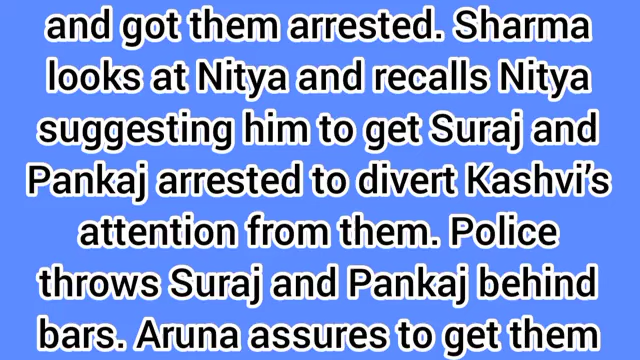 and got them arrested. Sharma
looks at Nitya and recalls Nitya
suggesting him to get Suraj and
Pankaj arrested to divert Kashvi’s
attention from them. Police
throws Suraj and Pankaj behind
bars. Aruna assures to get them